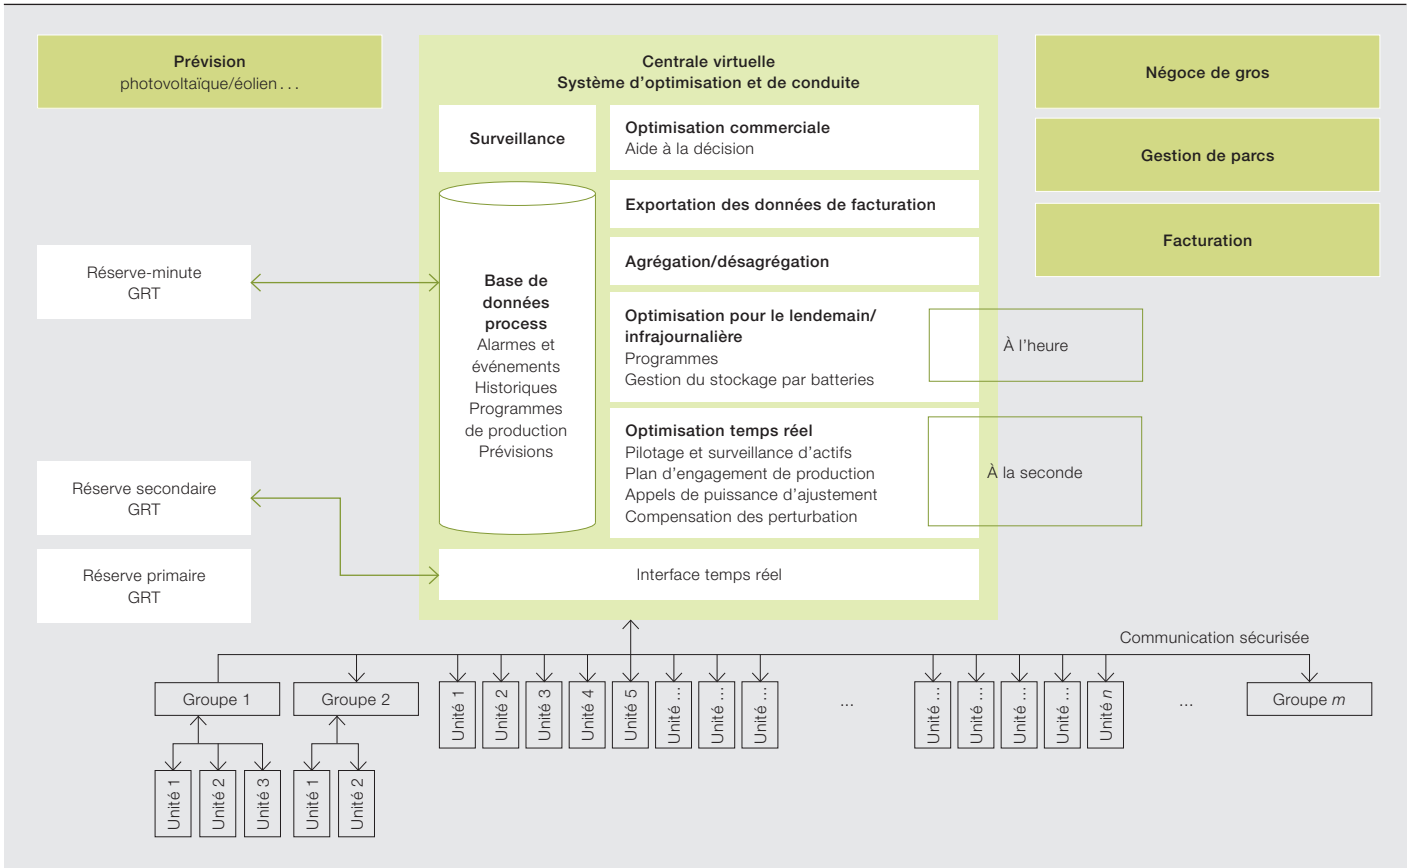 Prévision
photovoltaïque/éolien...
Centrale virtuelle
Système d'optimisation et de conduite
Négoce de gros
Gestion de parcs
Facturation
Surveillance
Optimisation commerciale
Aide à la décision
Exportation des données de facturation
Agrégation/désagrégation
Optimisation pour le lendemain/
infrajournalière
Programmes
Gestion du stockage par batteries
À l'heure
Optimisation temps réel
Pilotage et surveillance d'actifs
Plan d'engagement de production
Appels de puissance d'ajustement
Compensation des perturbation
À la seconde
Base de
données
process
Alarmes et
événements
Historiques
Programmes
de production
Prévisions
Réserve-minute
GRT
Réserve secondaire
GRT
Réserve primaire
GRT
Interface temps réel
Communication sécurisée
Groupe 1
Groupe 2
Unité 1
Unité 2
Unité 3
Unité 4
Unité 5
Unité ...
Unité ...
Unité ...
...
Unité ...
Unité ...
Unité ...
Unité ...
Unité n
...
Groupe m
Unité 1
Unité 2
Unité 3
Unité 1
Unité 2